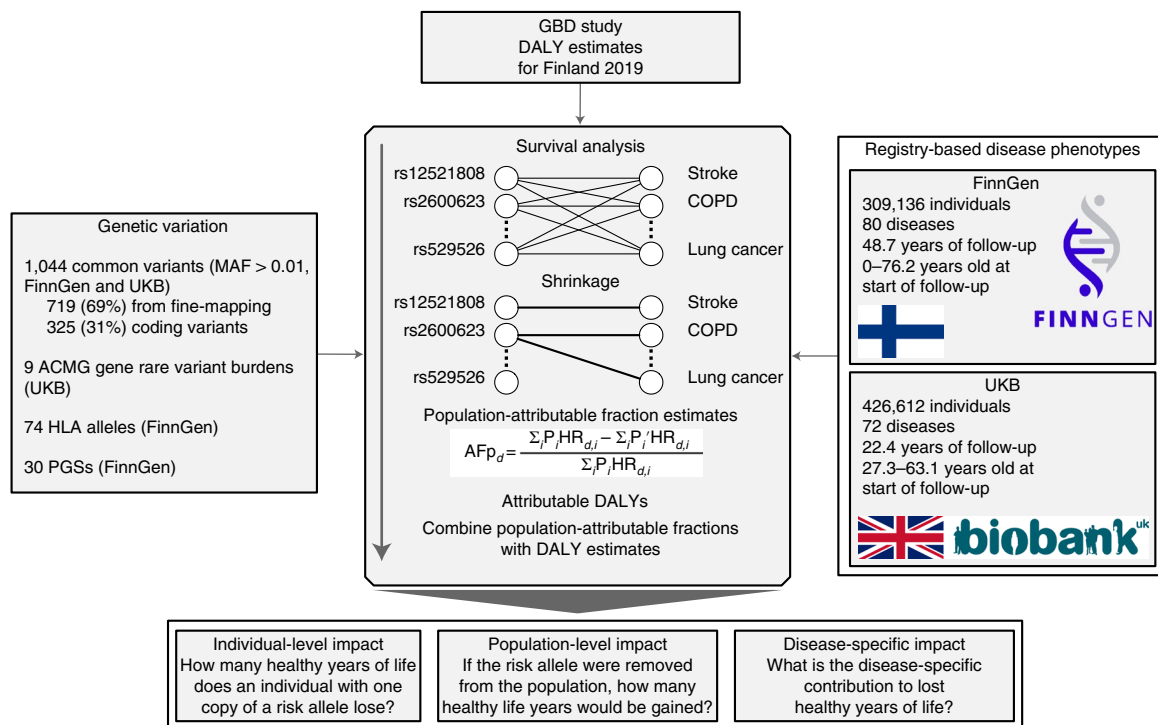 GBD study
DALY estimates
for Finland 2019
Genetic variation
1,044 common variants (MAF > 0.01,
FinnGen and UKB)
719 (69%) from fine-mapping
325 (31%) coding variants
9 ACMG gene rare variant burdens
(UKB)
74 HLA alleles (FinnGen)
30 PGSs (FinnGen)
Survival analysis
rs12521808 Stroke
rs2600623 COPD
rs529526 Lung cancer
Shrinkage
rs12521808 Stroke
rs2600623 COPD
rs529526 Lung cancer
Population-attributable fraction estimates
AFp_d = (Σ_i P_i HR_{d,i} − Σ_i P_i′ HR_{d,i}) / (Σ_i P_i HR_{d,i})
Attributable DALYs
Combine population-attributable fractions
with DALY estimates
Registry-based disease phenotypes
FinnGen
309,136 individuals
80 diseases
48.7 years of follow-up
0–76.2 years old at
start of follow-up
FINNGEN
UKB
426,612 individuals
72 diseases
22.4 years of follow-up
27.3–63.1 years old at
start of follow-up
biobank uk
Individual-level impact
How many healthy years of life
does an individual with one
copy of a risk allele lose?
Population-level impact
If the risk allele were removed
from the population, how many
healthy life years would be gained?
Disease-specific impact
What is the disease-specific
contribution to lost
healthy years of life?